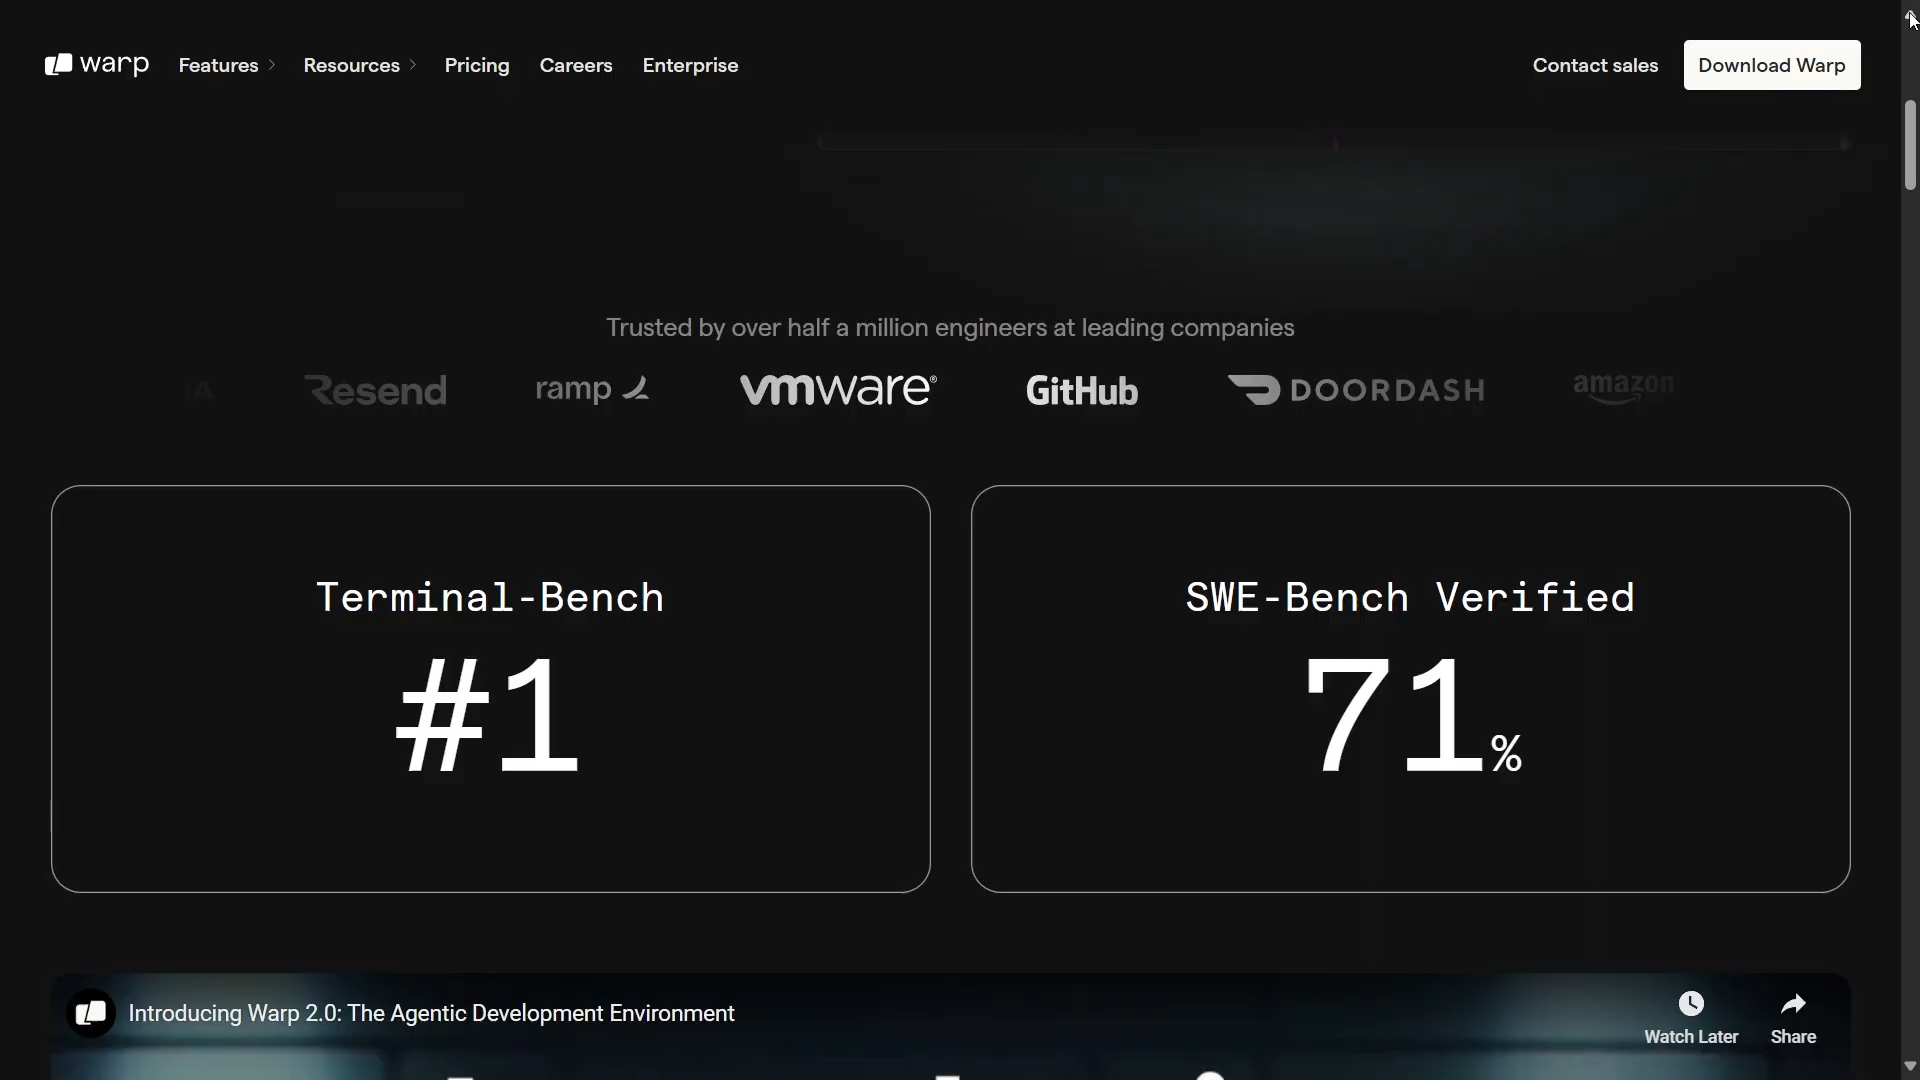 warp Features Resources Pricing Careers Enterprise Contact sales Download Warp
Trusted by over half a million engineers at leading companies
Resend ramp vmware® GitHub DOORDASH amazon
Terminal-Bench
#1
SWE-Bench Verified
71%
Introducing Warp 2.0: The Agentic Development Environment
Watch Later
Share